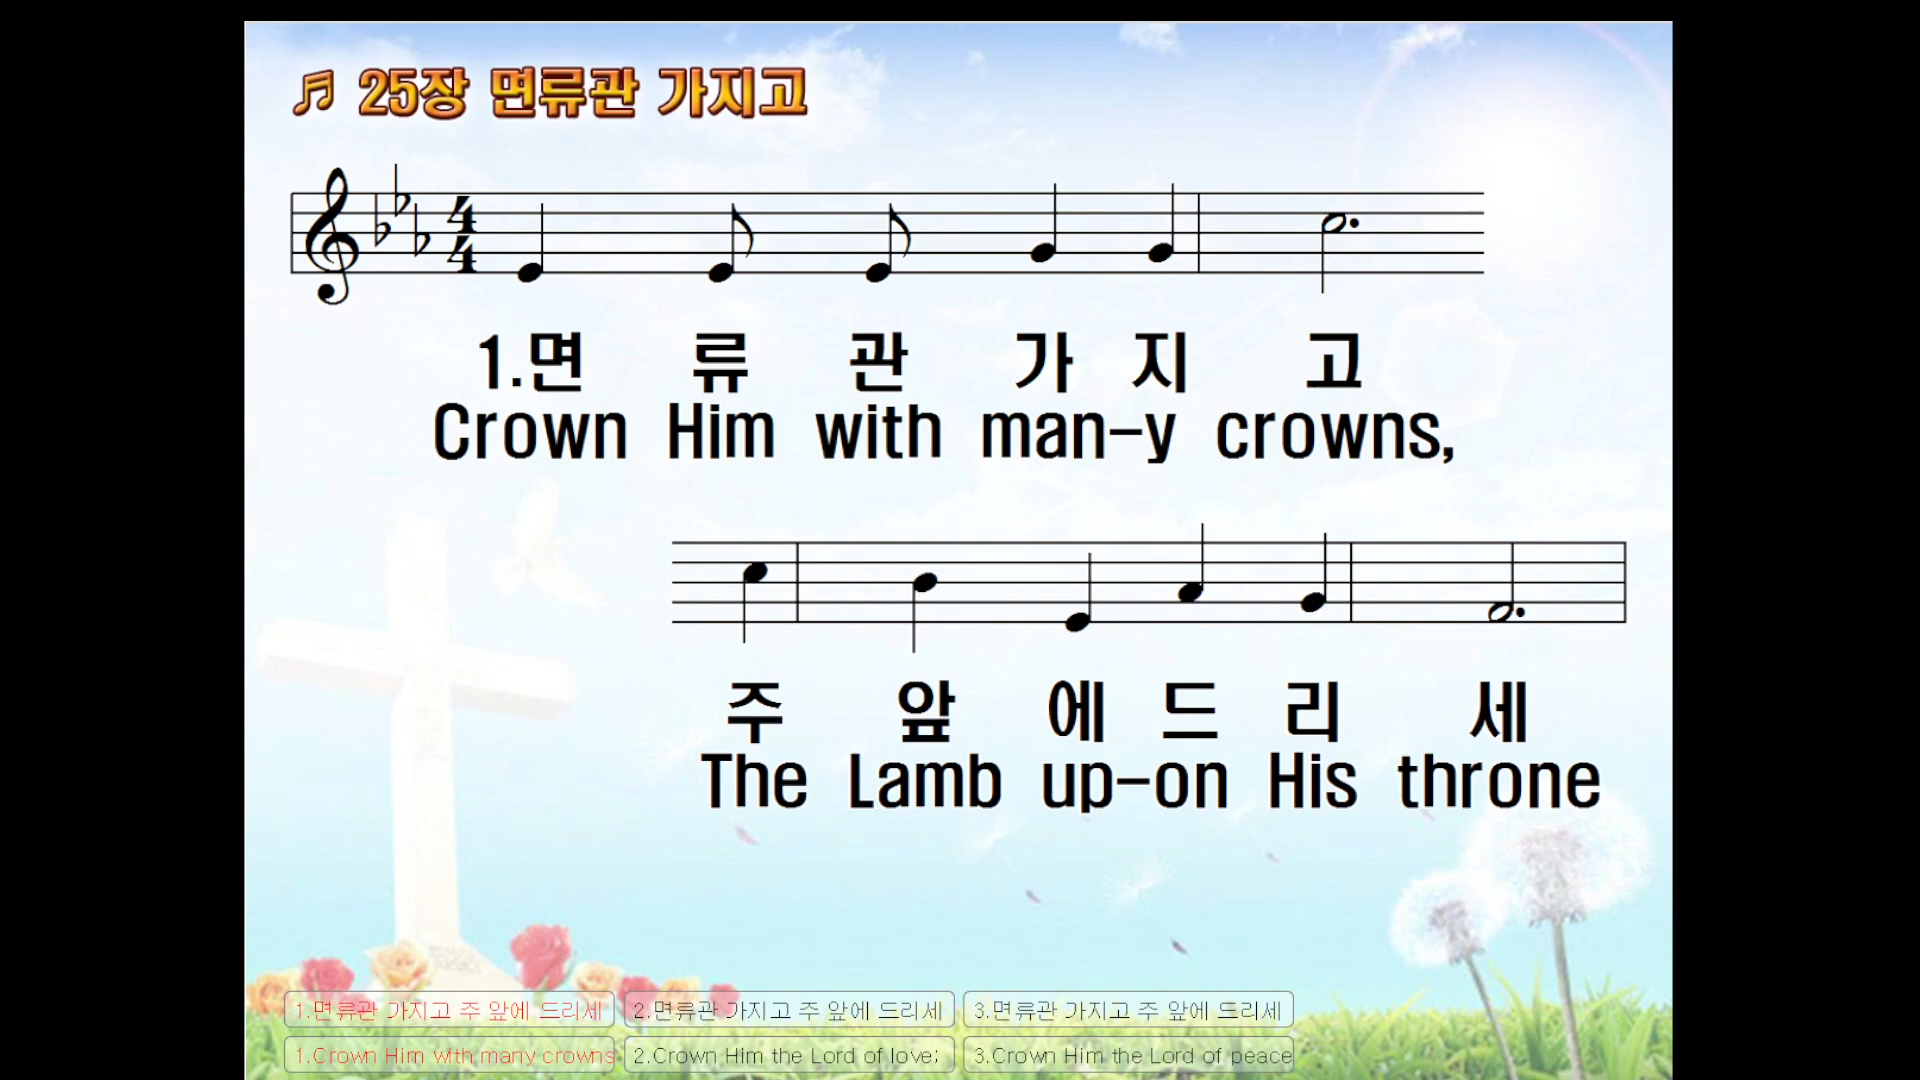 ♬ 25장 면류관 가지고
4
4
1.면 류 관 가 지 고
Crown Him with man-y crowns,
주 앞 에 드 리 세
The Lamb up-on His throne
1.면류관 가지고 주 앞에 드리세 2.면류관 가지고 주 앞에 드리세 3.면류관 가지고 주 앞에 드리세
1.Crown Him with many crowns 2.Crown Him the Lord of love; 3.Crown Him the Lord of peace